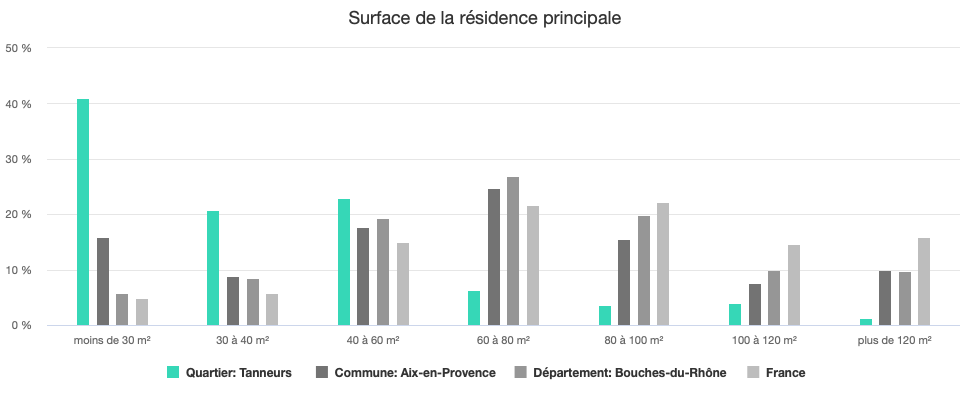 Surface de la résidence principale
50 %
40 %
30 %
20 %
10 %
0 %
moins de 30 m²
30 à 40 m²
40 à 60 m²
60 à 80 m²
80 à 100 m²
100 à 120 m²
plus de 120 m²
Quartier: Tanneurs
Commune: Aix-en-Provence
Département: Bouches-du-Rhône
France